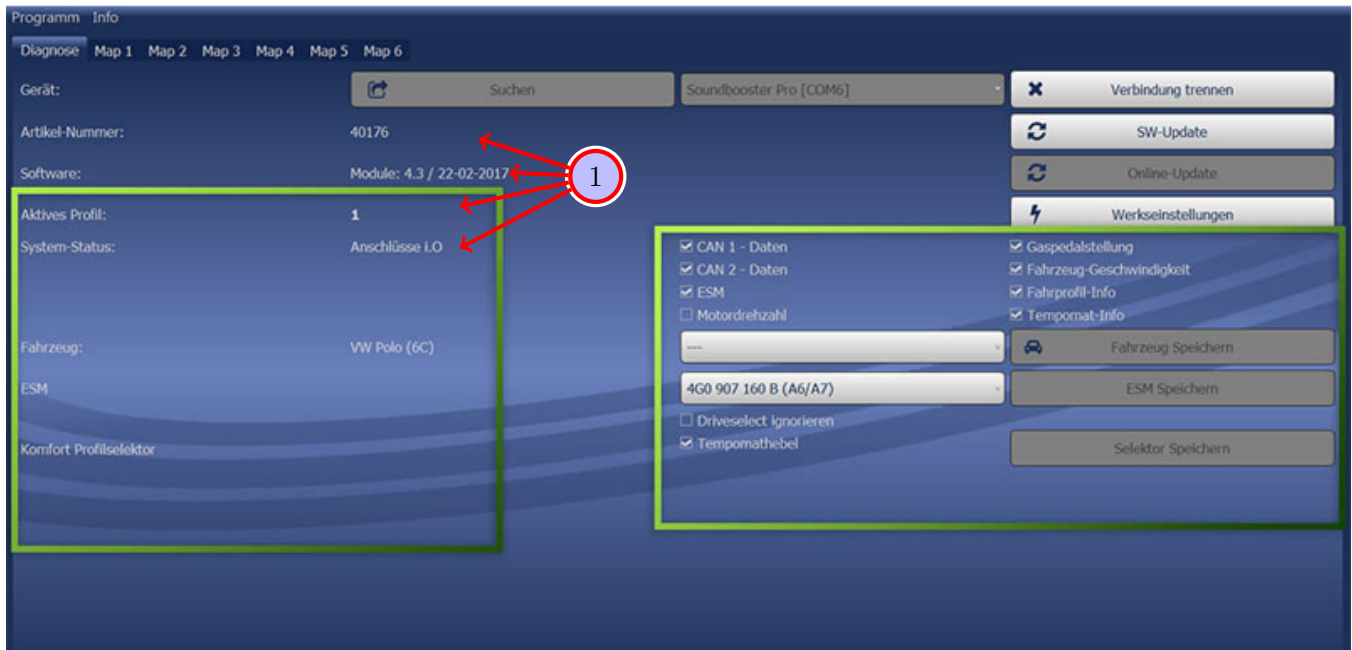 Programm Info
Diagnose Map 1 Map 2 Map 3 Map 4 Map 5 Map 6
Gerät: Suchen Soundbooster Pro [COM6] Verbindung trennen
Artikel-Nummer: 40176 SW-Update
Software: Module: 4.3 / 22-02-2017 1 Online-Update
Aktives Profil: 1 Werkseinstellungen
System-Status: Anschlüsse i.O CAN 1 - Daten Gaspedalstellung
CAN 2 - Daten Fahrzeug-Geschwindigkeit
ESM Fahrprofil-Info
Motordrehzahl Tempomat-Info
Fahrzeug: VW Polo (6C) --- Fahrzeug Speichern
ESM 4G0 907 160 B (A6/A7) ESM Speichern
Driveselect ignorieren
Komfort Profilselektor Tempomathebel Selektor Speichern